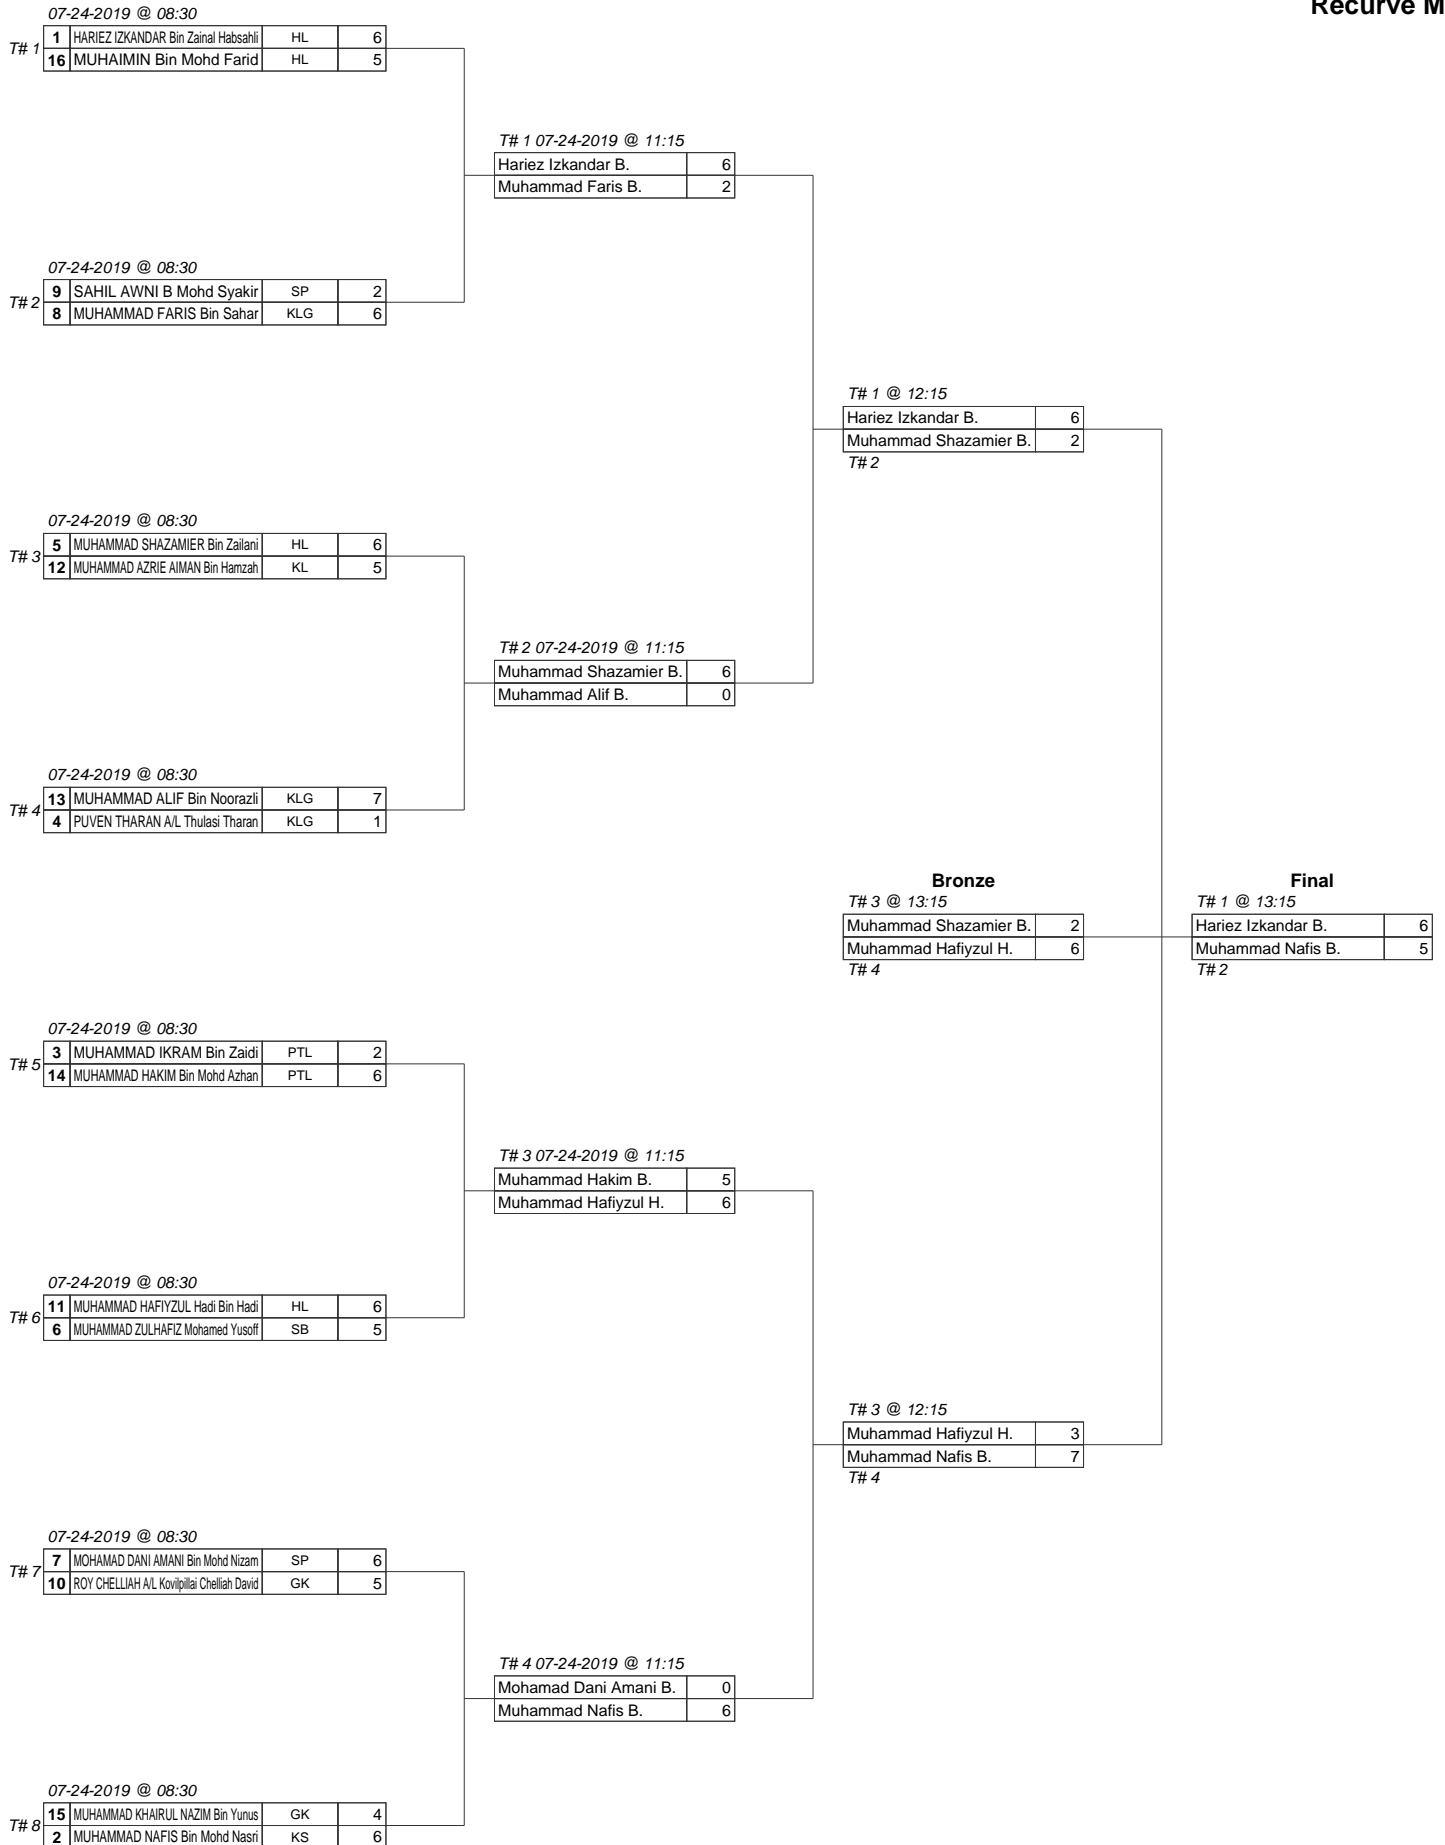 Recurve M
07-24-2019 @ 08:30
T# 1
1 HARIEZ IZKANDAR Bin Zainal Habsahli HL 6
16 MUHAIMIN Bin Mohd Farid HL 5
T# 1 07-24-2019 @ 11:15
Hariez Izkandar B. 6
Muhammad Faris B. 2
07-24-2019 @ 08:30
T# 2
9 SAHIL AWNI B Mohd Syakir SP 2
8 MUHAMMAD FARIS Bin Sahar KLG 6
T# 1 @ 12:15
Hariez Izkandar B. 6
Muhammad Shazamier B. 2
T# 2
07-24-2019 @ 08:30
T# 3
5 MUHAMMAD SHAZAMIER Bin Zailani HL 6
12 MUHAMMAD AZRIE AIMAN Bin Hamzah KL 5
T# 2 07-24-2019 @ 11:15
Muhammad Shazamier B. 6
Muhammad Alif B. 0
07-24-2019 @ 08:30
T# 4
13 MUHAMMAD ALIF Bin Noorazli KLG 7
4 PUVEN THARAN A/L Thulasi Tharan KLG 1
Bronze
T# 3 @ 13:15
Muhammad Shazamier B. 2
Muhammad Hafiyzul H. 6
T# 4
Final
T# 1 @ 13:15
Hariez Izkandar B. 6
Muhammad Nafis B. 5
T# 2
07-24-2019 @ 08:30
T# 5
3 MUHAMMAD IKRAM Bin Zaidi PTL 2
14 MUHAMMAD HAKIM Bin Mohd Azhan PTL 6
T# 3 07-24-2019 @ 11:15
Muhammad Hakim B. 5
Muhammad Hafiyzul H. 6
07-24-2019 @ 08:30
T# 6
11 MUHAMMAD HAFIYZUL Hadi Bin Hadi HL 6
6 MUHAMMAD ZULHAFIZ Mohamed Yusoff SB 5
T# 3 @ 12:15
Muhammad Hafiyzul H. 3
Muhammad Nafis B. 7
T# 4
07-24-2019 @ 08:30
T# 7
7 MOHAMAD DANI AMANI Bin Mohd Nizam SP 6
10 ROY CHELLIAH A/L Kovilpillai Chelliah David GK 5
T# 4 07-24-2019 @ 11:15
Mohamad Dani Amani B. 0
Muhammad Nafis B. 6
07-24-2019 @ 08:30
T# 8
15 MUHAMMAD KHAIRUL NAZIM Bin Yunus GK 4
2 MUHAMMAD NAFIS Bin Mohd Nasri KS 6